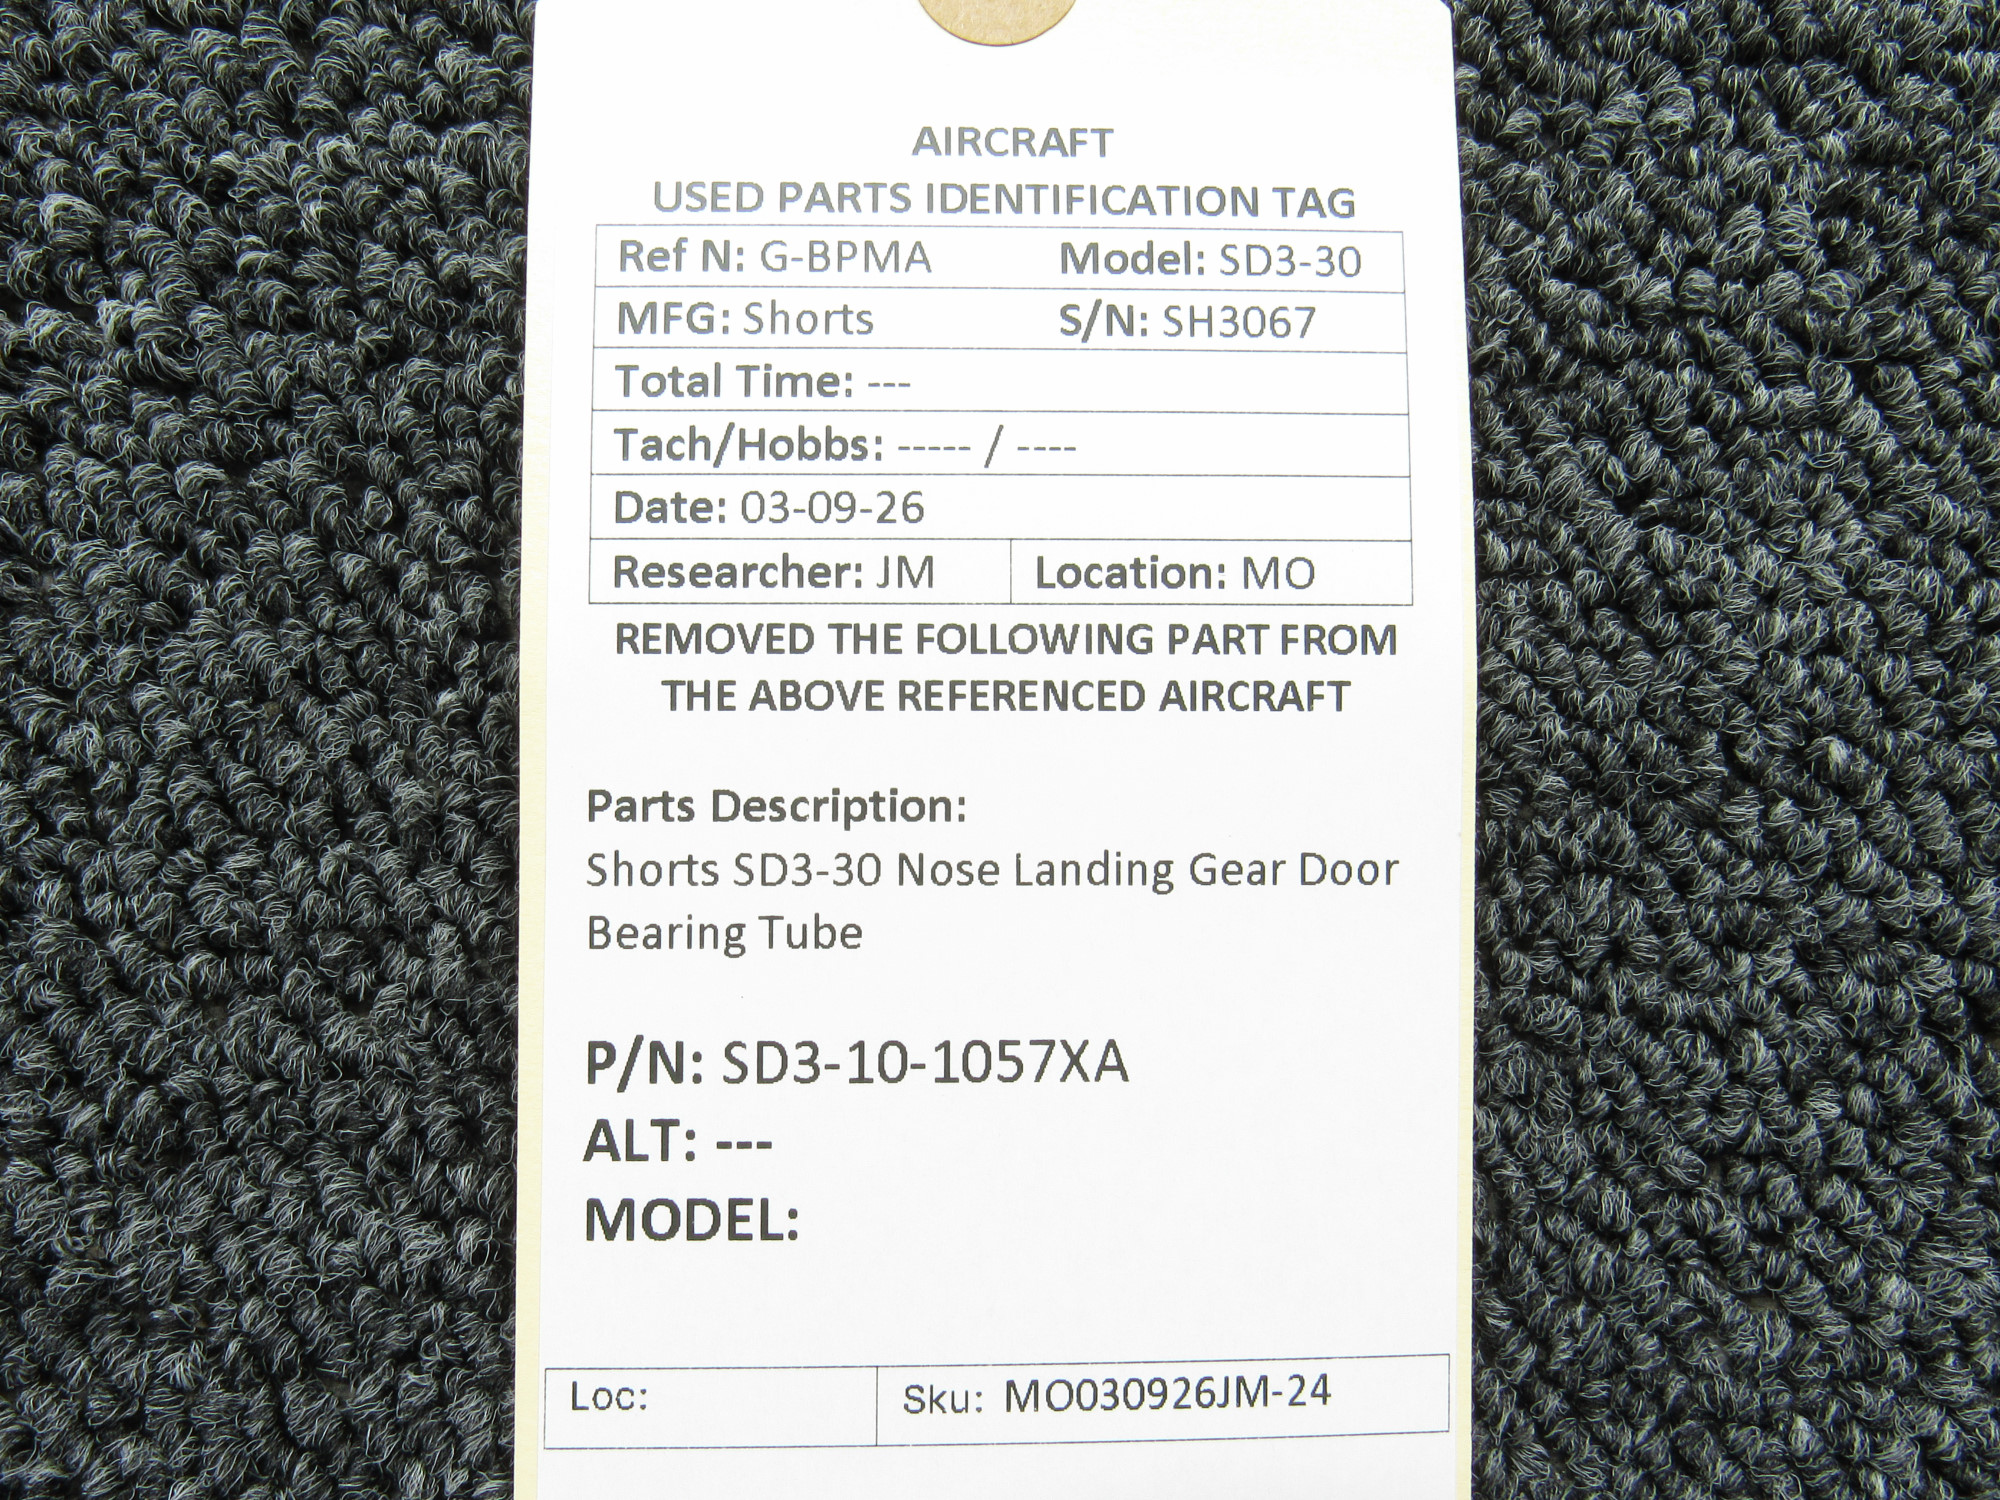 AIRCRAFT
USED PARTS IDENTIFICATION TAG
Ref N: G-BPMA Model: SD3-30
MFG: Shorts S/N: SH3067
Total Time: ---
Tach/Hobbs: ----- / ----
Date: 03-09-26
Researcher: JM Location: MO
REMOVED THE FOLLOWING PART FROM
THE ABOVE REFERENCED AIRCRAFT
Parts Description:
Shorts SD3-30 Nose Landing Gear Door
Bearing Tube
P/N: SD3-10-1057XA
ALT: ---
MODEL:
Loc: Sku: MO030926JM-24